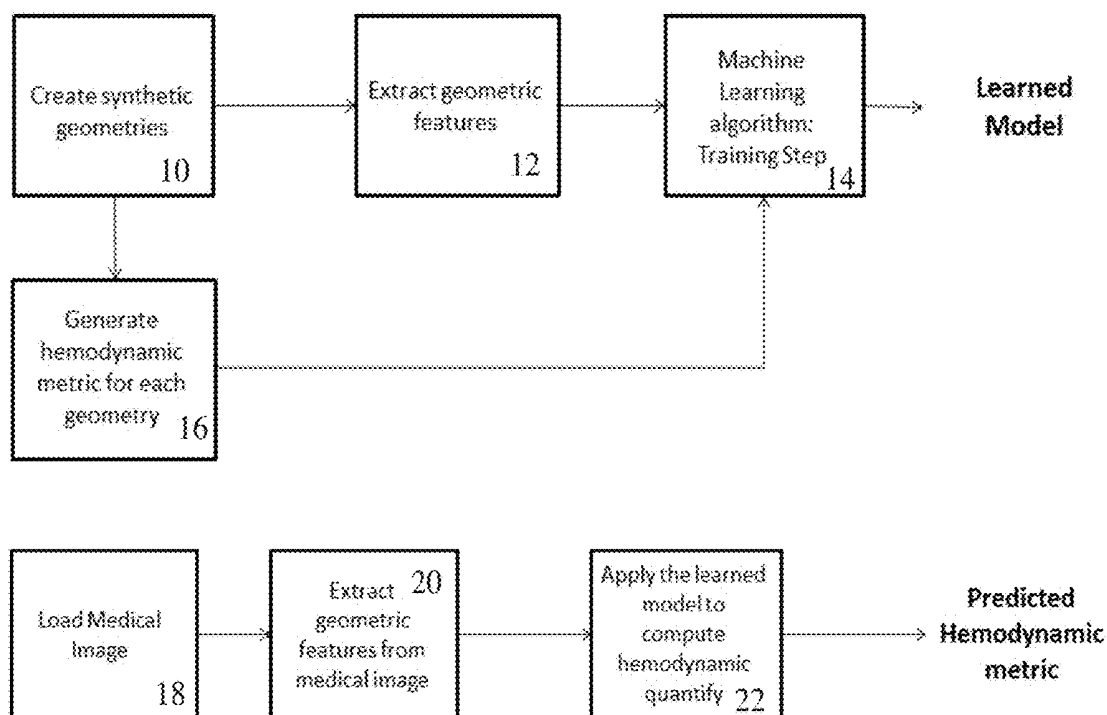 Create synthetic
geometries
10
Extract geometric
features
12
Machine
Learning
algorithm:
Training Step
14
Learned
Model
Generate
hemodynamic
metric for each
geometry
16
Load Medical
Image
18
20
Extract
geometric
features from
medical image
Apply the learned
model to
compute
hemodynamic
quantify
22
Predicted
Hemodynamic
metric